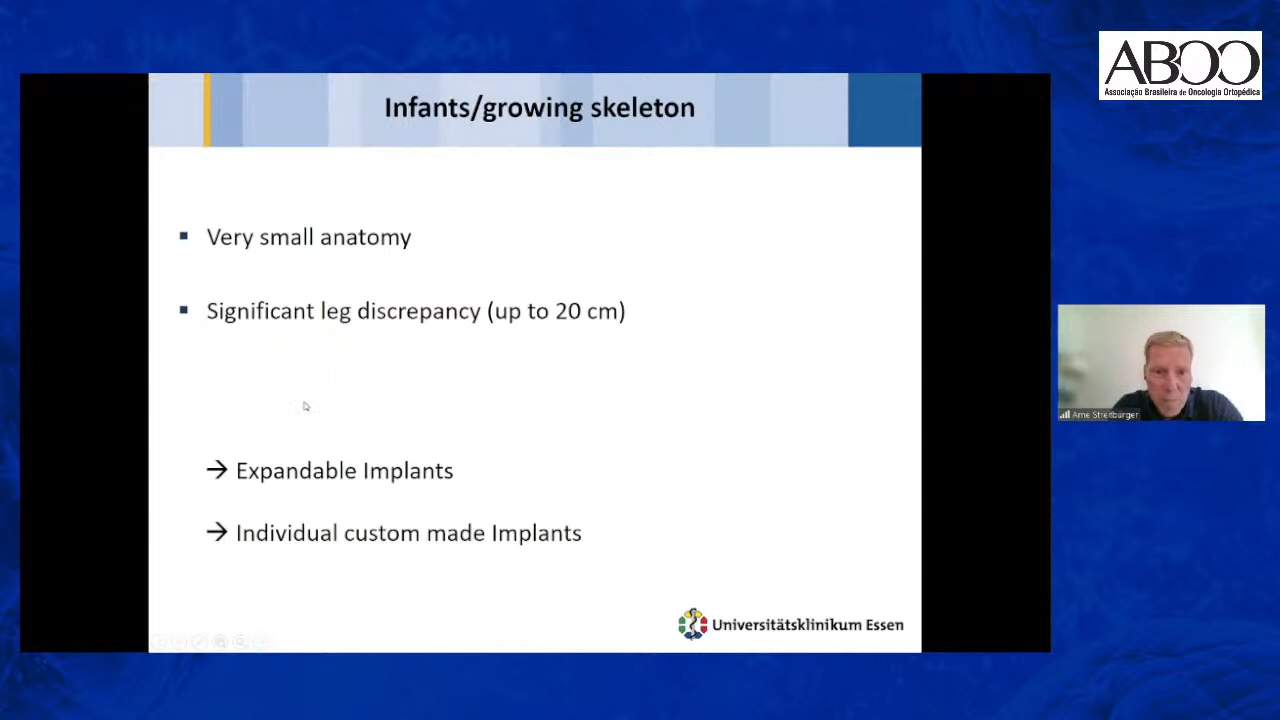 ABOO
Associação Brasileira de Oncologia Ortopédica
Infants/growing skeleton
▪ Very small anatomy
▪ Significant leg discrepancy (up to 20 cm)
→ Expandable Implants
→ Individual custom made Implants
Universitätsklinikum Essen
Arne Streitbürger